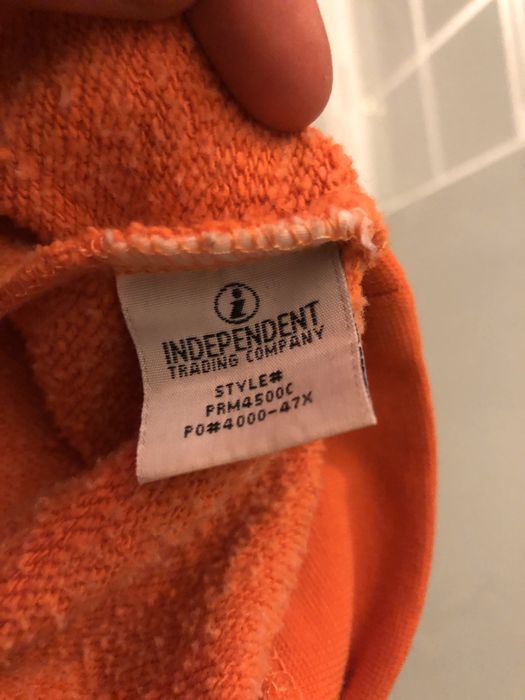 i
INDEPENDENT
TRADING COMPANY
STYLE#
PRM4500C
PO#4000-47X